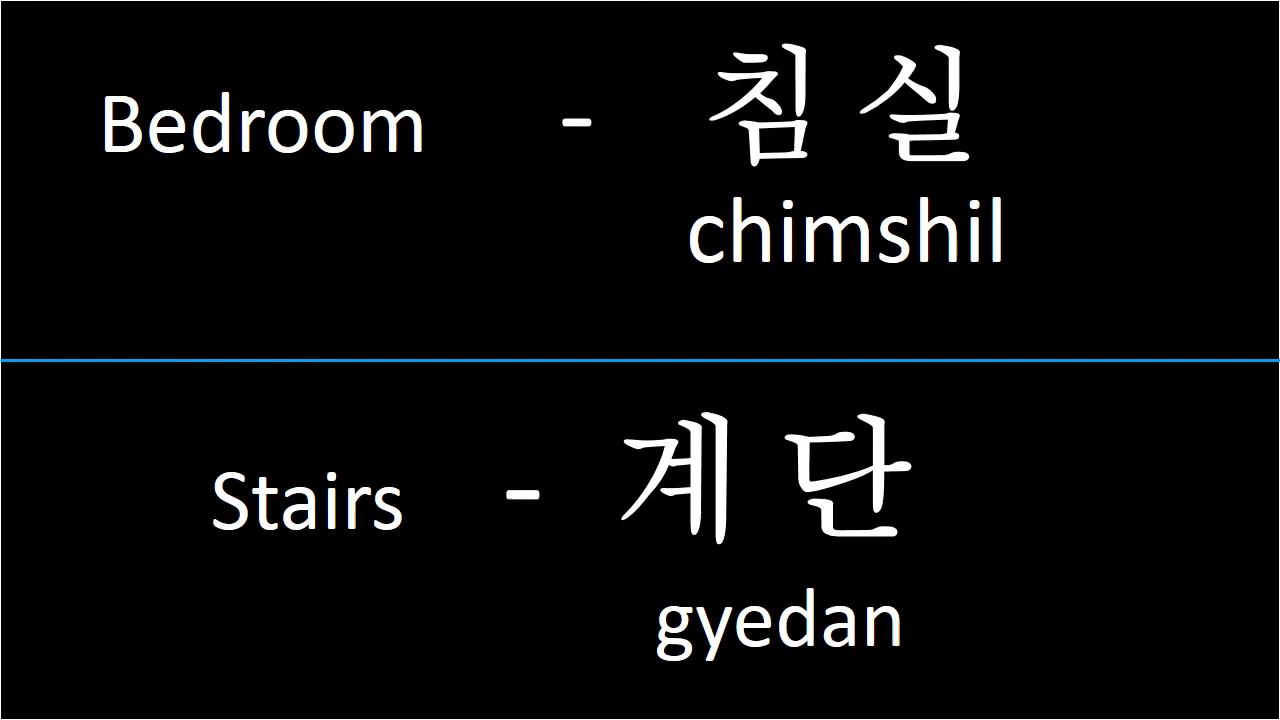 Bedroom - 침실
chimshil
Stairs - 계단
gyedan